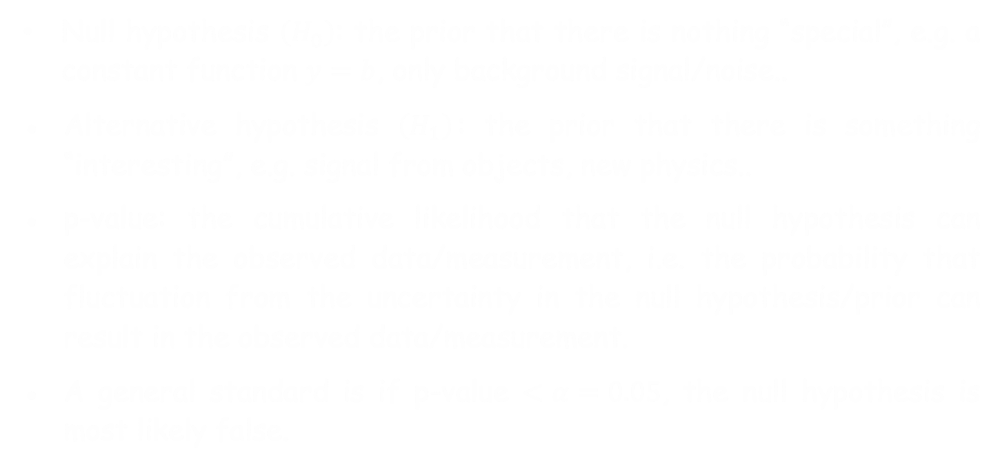 • Null hypothesis (H₀): the prior that there is nothing "special", e.g. a
constant function y = b, only background signal/noise.
• Alternative hypothesis (H₁): the prior that there is something
"interesting", e.g. signal from objects, new physics...
• p-value: the cumulative likelihood that the null hypothesis can
explain the observed data/measurement, i.e. the probability that
fluctuation from the uncertainty in the null hypothesis/prior can
result in the observed data/measurement
• A general standard is if p-value < α = 0.05, the null hypothesis is
most likely false